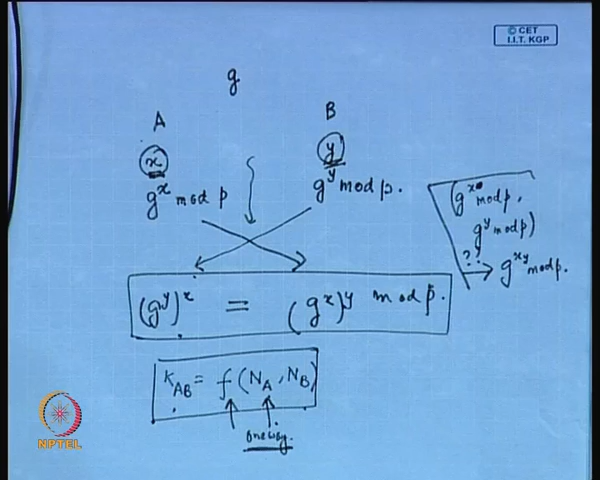 © CET
I.I.T. KGP
g
A B
x y
g^x mod p g^y mod p.
(g^x mod p,
g^y mod p)
??
→ g^xy mod p.
(g^y)^x = (g^x)^y mod p.
K_AB = f(N_A, N_B)
oneway.
NPTEL